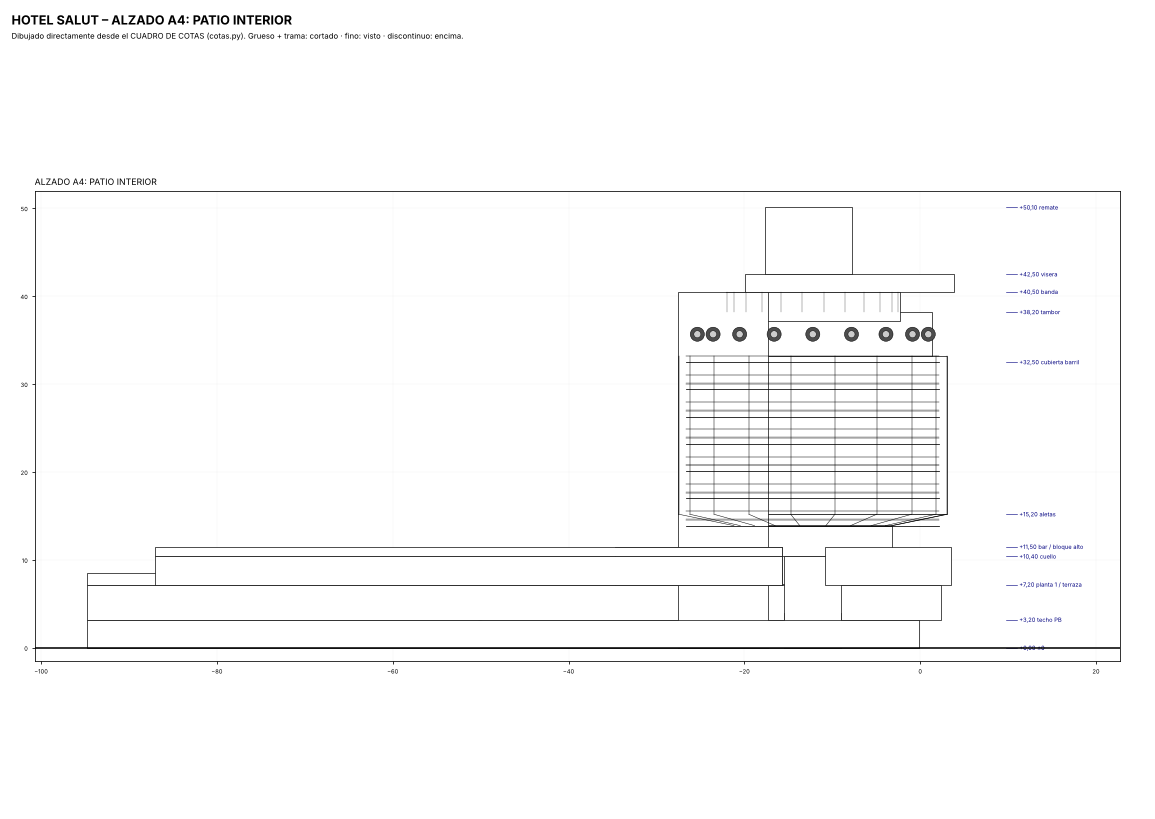 HOTEL SALUT – ALZADO A4: PATIO INTERIOR
Dibujado directamente desde el CUADRO DE COTAS (cotas.py). Grueso + trama: cortado · fino: visto · discontinuo: encima.
ALZADO A4: PATIO INTERIOR
50
+50,10 remate
+42,50 visera
40
+40,50 banda
+38,20 tambor
+32,50 cubierta barril
30
20
+15,20 aletas
+11,50 bar / bloque alto
10
+10,40 cuello
+7,20 planta 1 / terraza
+3,20 techo PB
0
−100
−80
−60
−40
−20
0
20